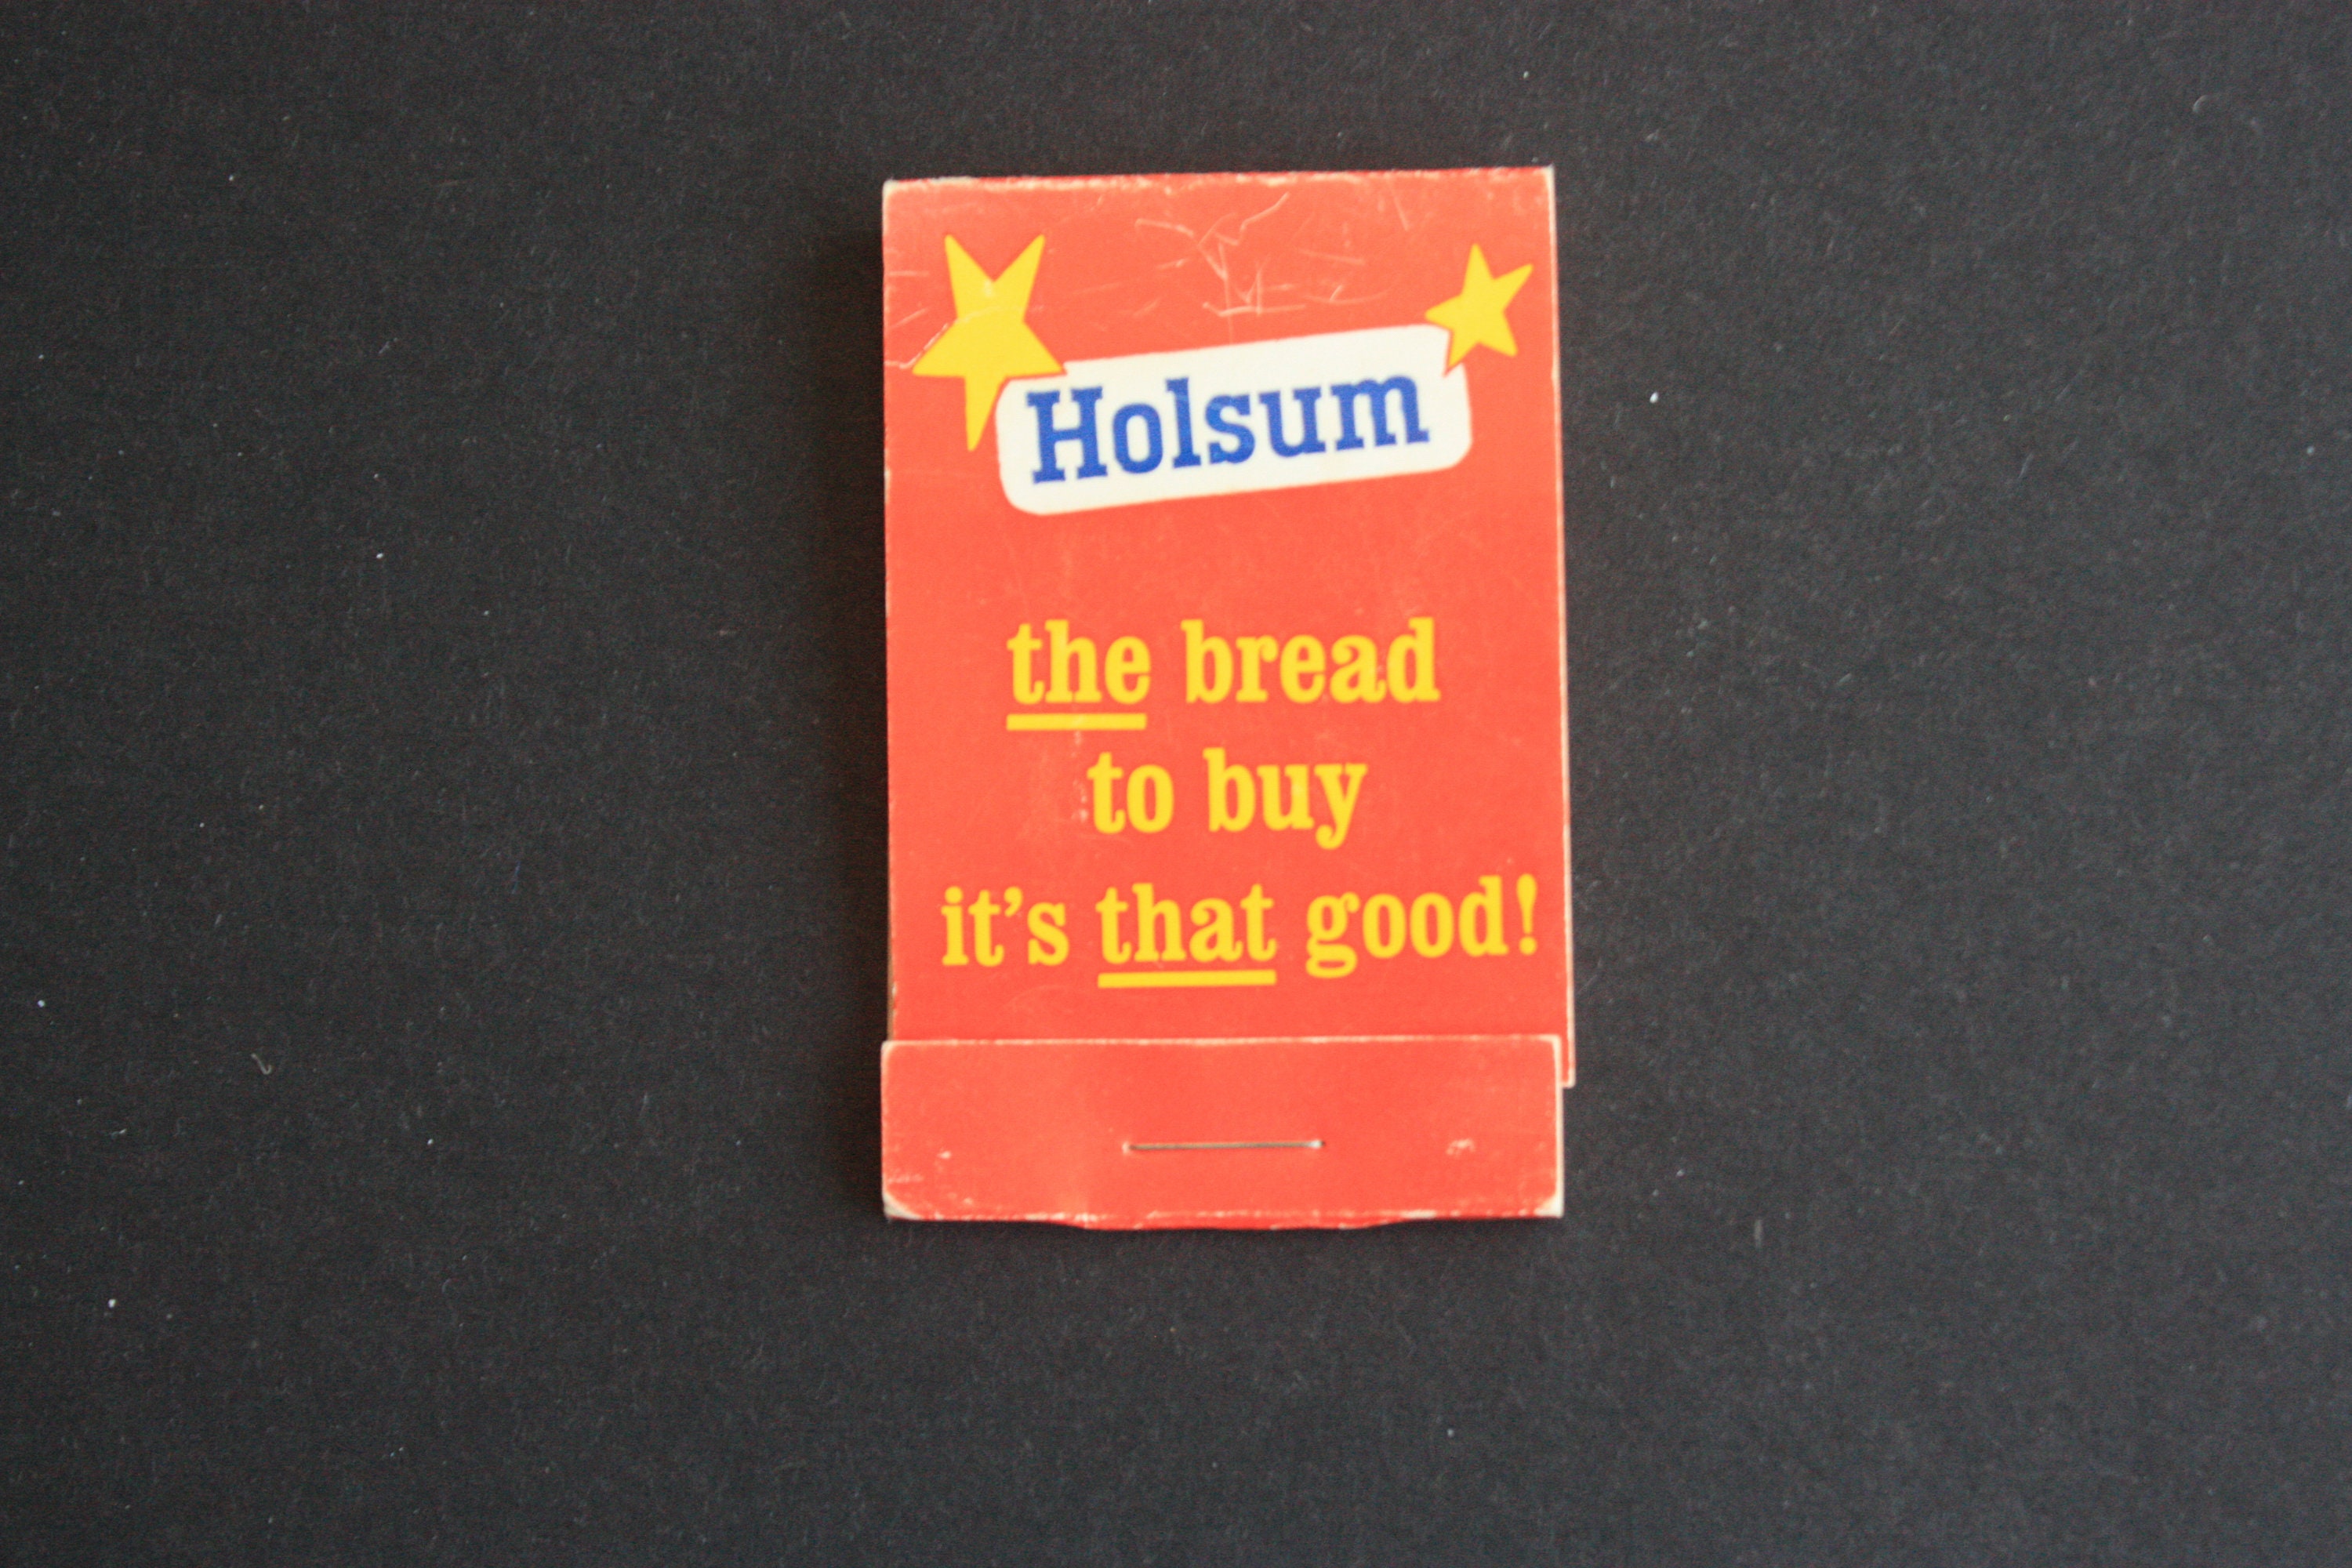 Holsum
the bread
to buy
it's that good!